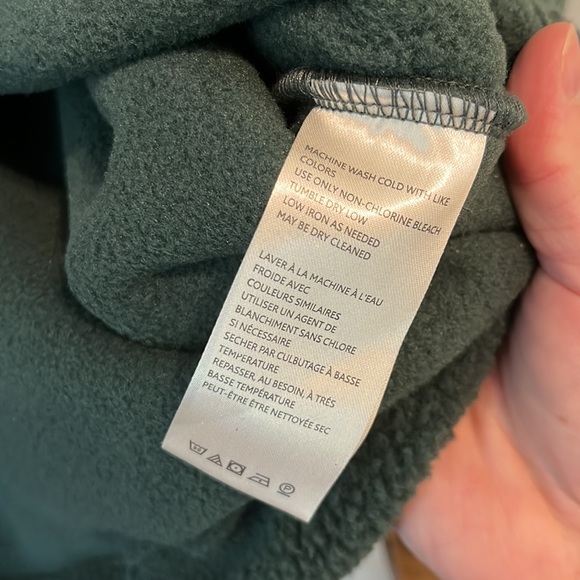 MACHINE WASH COLD WITH LIKE
COLORS
USE ONLY NON-CHLORINE BLEACH
TUMBLE DRY LOW
LOW IRON AS NEEDED
MAY BE DRY CLEANED
LAVER À LA MACHINE À L'EAU
FROIDE AVEC
COULEURS SIMILAIRES
UTILISER UN AGENT DE
BLANCHIMENT SANS CHLORE
SI NÉCESSAIRE
SECHER PAR CULBUTAGE À BASSE
TEMPÉRATURE
REPASSER, AU BESOIN, À TRÉS
BASSE TEMPÉRATURE
PEUT-ÊTRE ÊTRE NETTOYÉE SEC
P